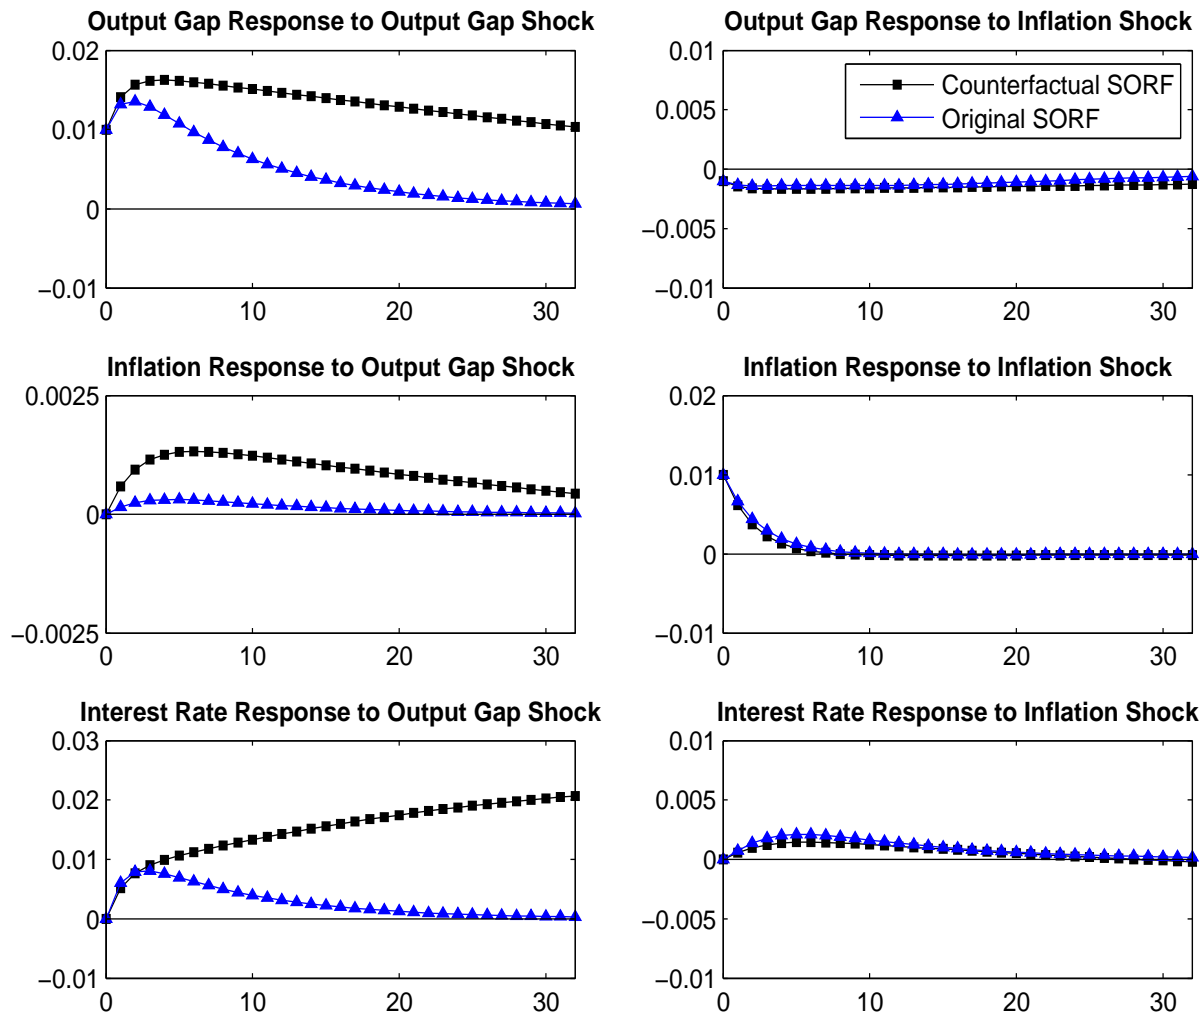 Output Gap Response to Output Gap Shock
0.02
0.01
0
−0.01
0 10 20 30
Output Gap Response to Inflation Shock
0.01
0.005
0
−0.005
−0.01
0 10 20 30
Counterfactual SORF
Original SORF
Inflation Response to Output Gap Shock
0.0025
0
−0.0025
0 10 20 30
Inflation Response to Inflation Shock
0.02
0.01
0
−0.01
0 10 20 30
Interest Rate Response to Output Gap Shock
0.03
0.02
0.01
0
−0.01
0 10 20 30
Interest Rate Response to Inflation Shock
0.01
0.005
0
−0.005
−0.01
0 10 20 30